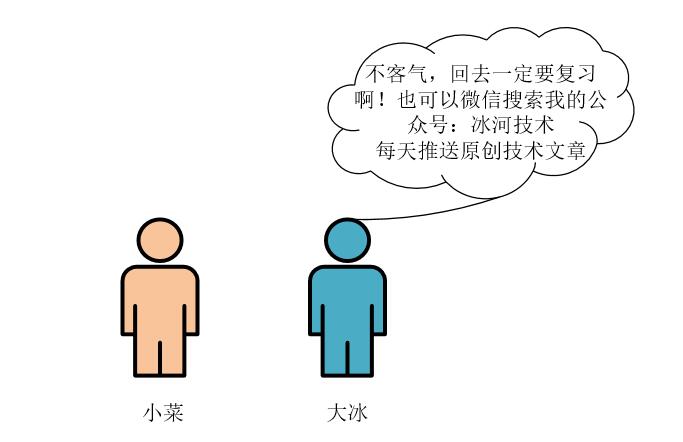 不客气，回去一定要复习
啊！也可以微信搜索我的公
众号：冰河技术
每天推送原创技术文章
小菜
大冰